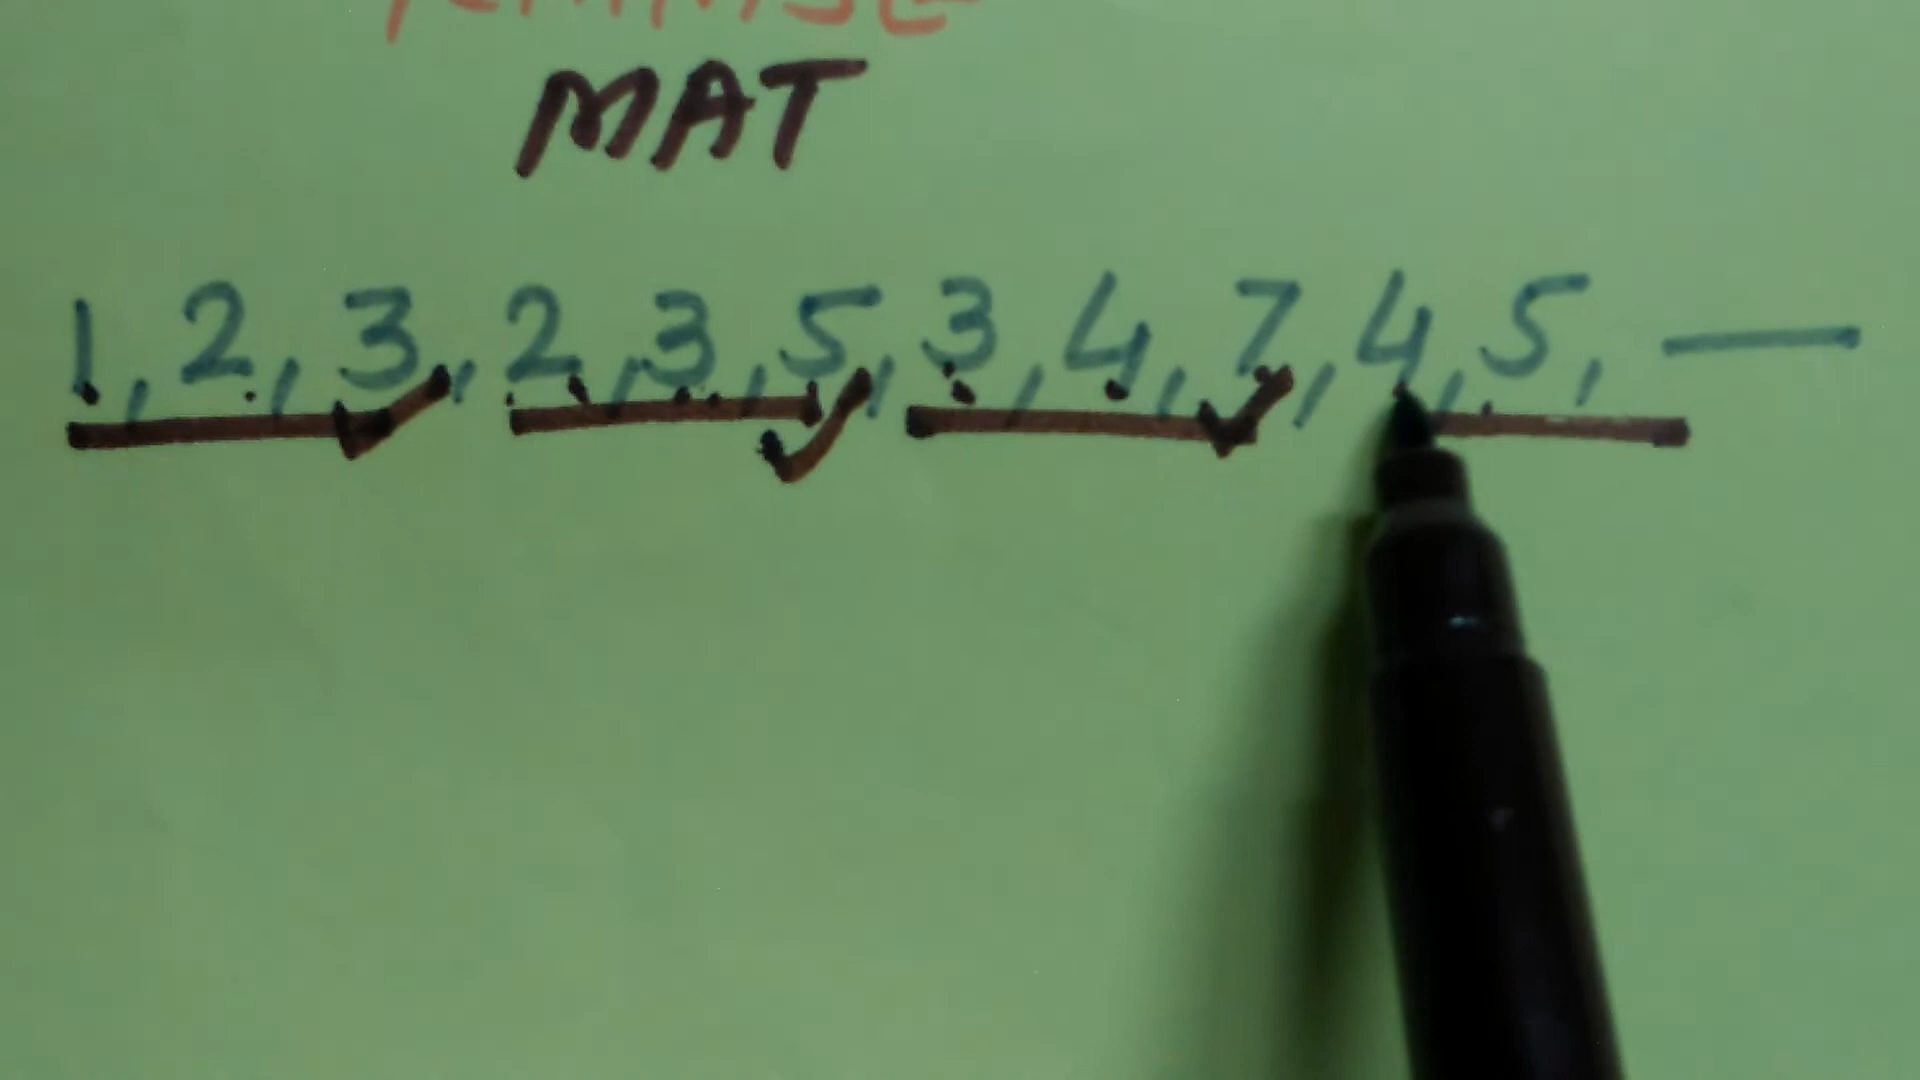 MAT
1, 2, 3, 2, 3, 5, 3, 4, 7, 4, 5, —